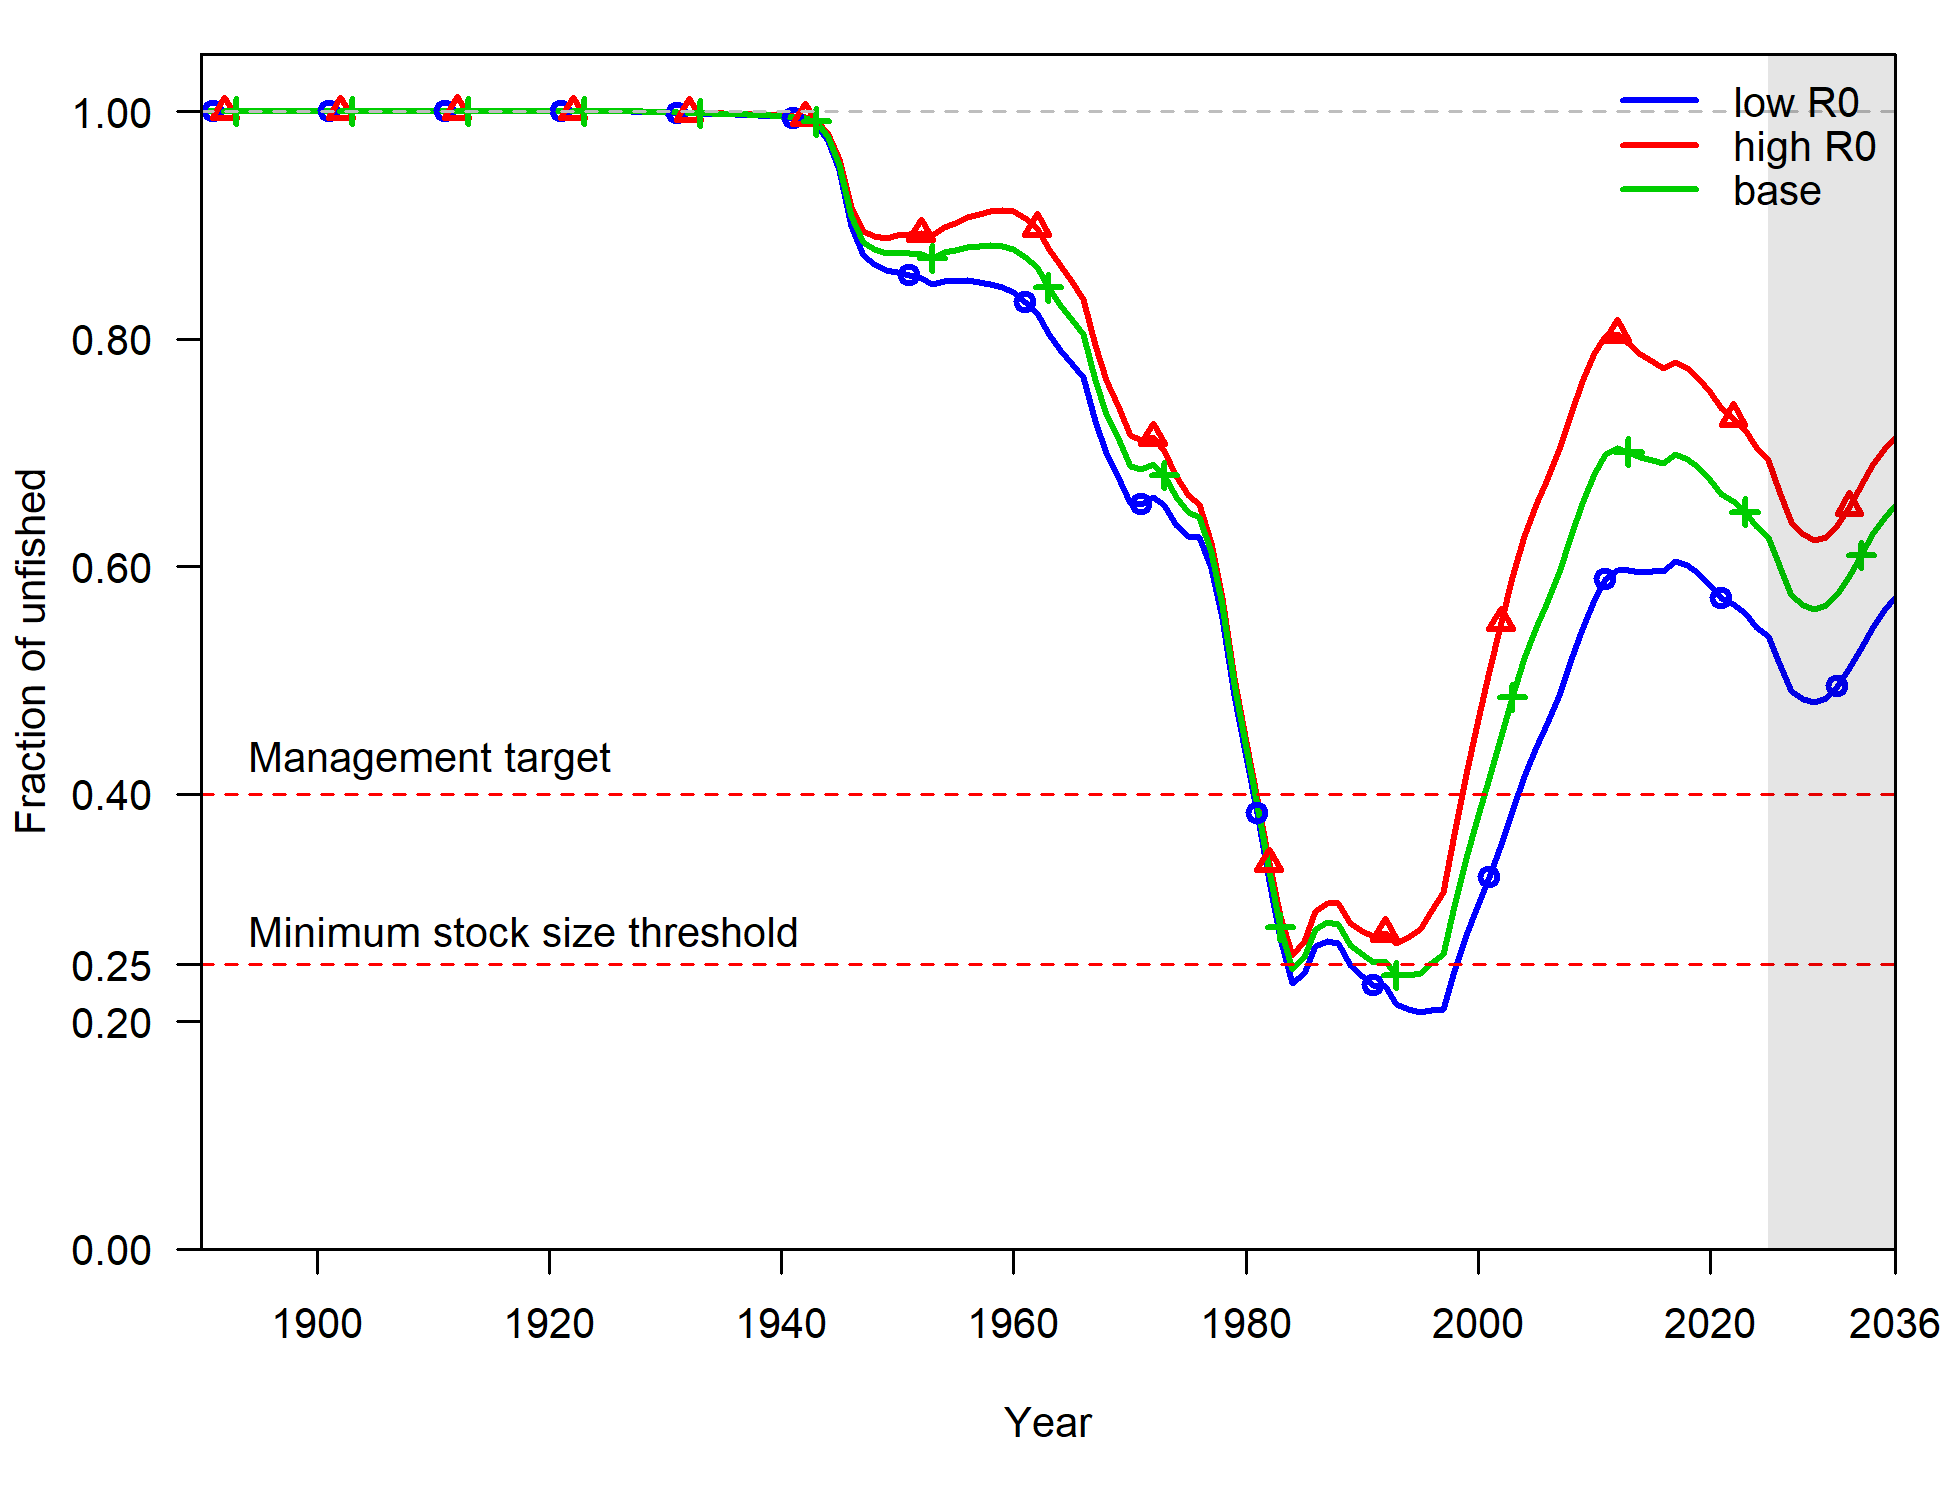 1.00
0.80
0.60
0.40
0.25
0.20
0.00
Fraction of unfished
low R0
high R0
base
Management target
Minimum stock size threshold
1900 1920 1940 1960 1980 2000 2020 2036
Year